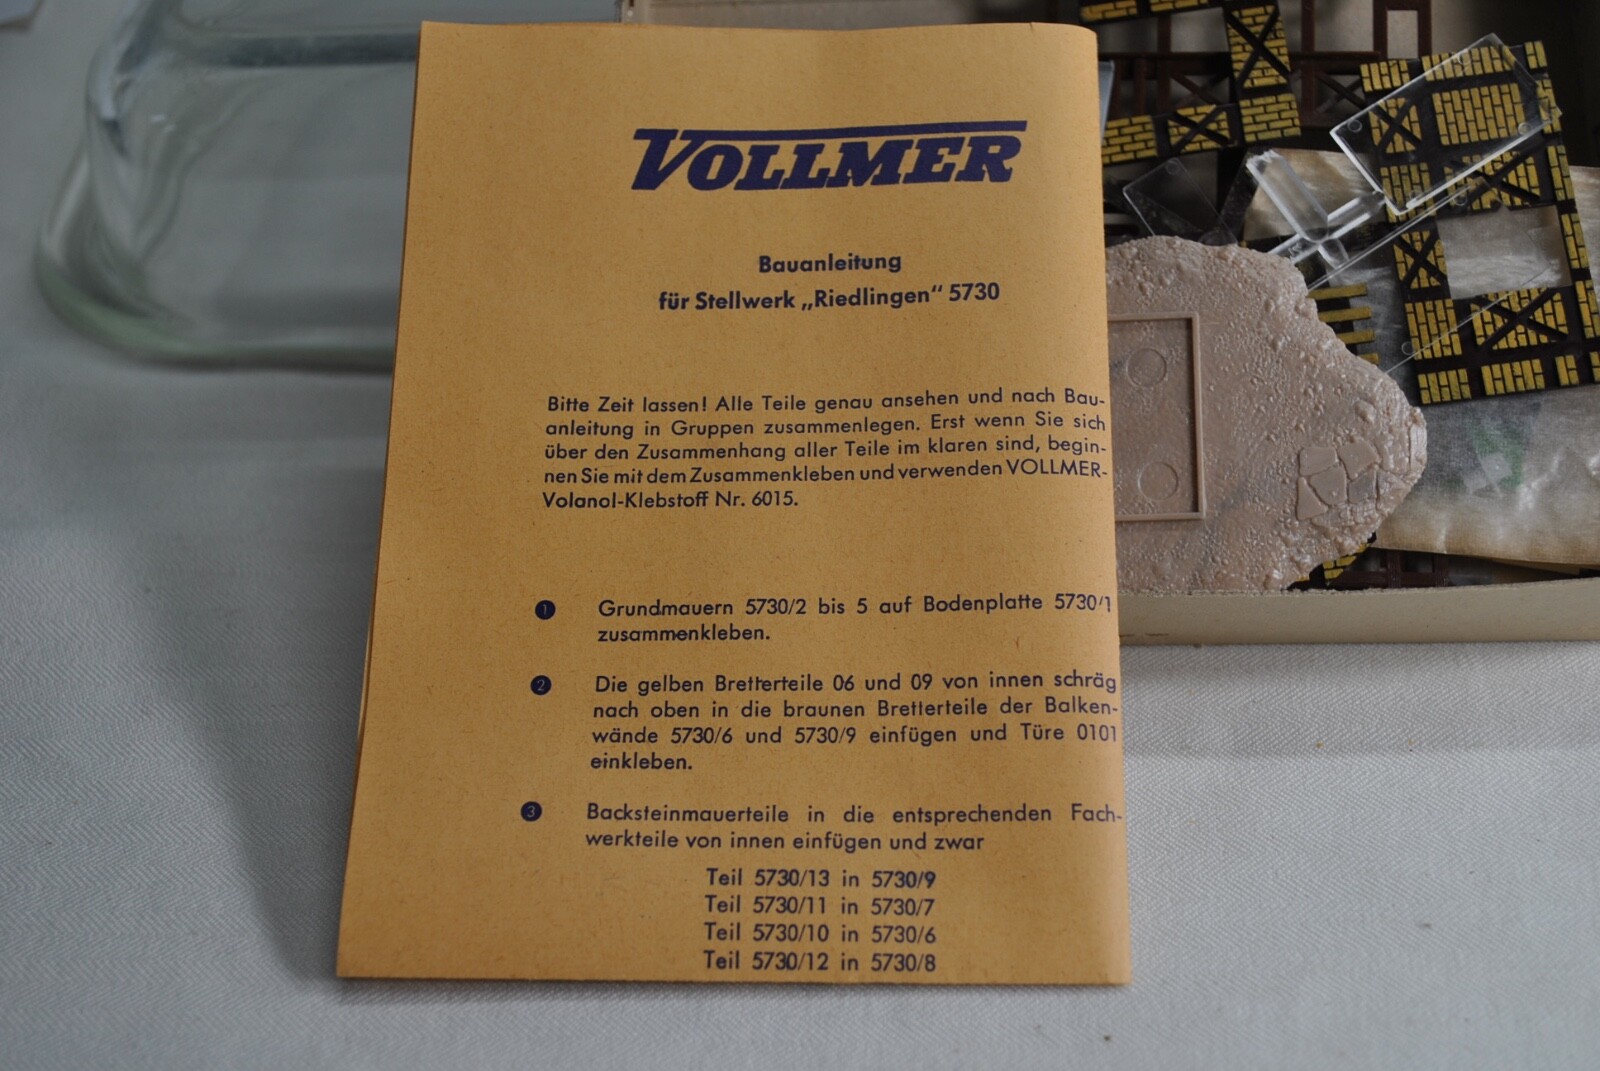 VOLLMER
Bauanleitung
für Stellwerk „Riedlingen“ 5730
Bitte Zeit lassen! Alle Teile genau ansehen und nach Bau-
anleitung in Gruppen zusammenlegen. Erst wenn Sie sich
über den Zusammenhang aller Teile im klaren sind, begin-
nen Sie mit dem Zusammenkleben und verwenden VOLLMER-
Volanol-Klebstoff Nr. 6015.
1 Grundmauern 5730/2 bis 5 auf Bodenplatte 5730/1
zusammenkleben.
2 Die gelben Bretterteile 06 und 09 von innen schräg
nach oben in die braunen Bretterteile der Balken-
wände 5730/6 und 5730/9 einfügen und Türe 0101
einkleben.
3 Backsteinmauerteile in die entsprechenden Fach-
werkteile von innen einfügen und zwar
Teil 5730/13 in 5730/9
Teil 5730/11 in 5730/7
Teil 5730/10 in 5730/6
Teil 5730/12 in 5730/8